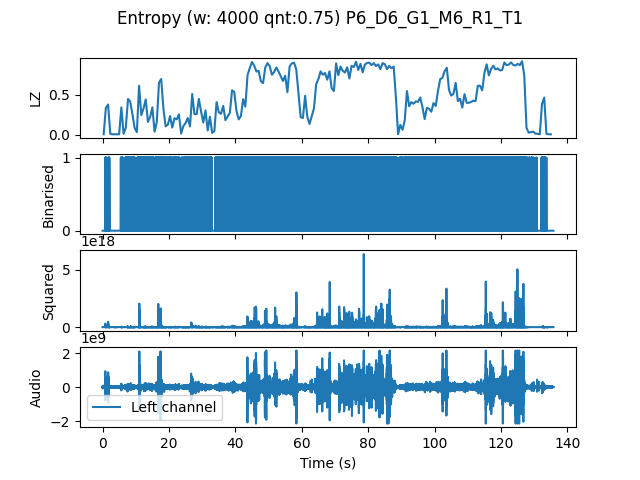 Entropy (w: 4000 qnt:0.75) P6_D6_G1_M6_R1_T1
LZ
0.5
0.0
Binarised
1
0
1e18
Squared
5
0
1e9
Audio
2
0
−2
Left channel
0 20 40 60 80 100 120 140
Time (s)